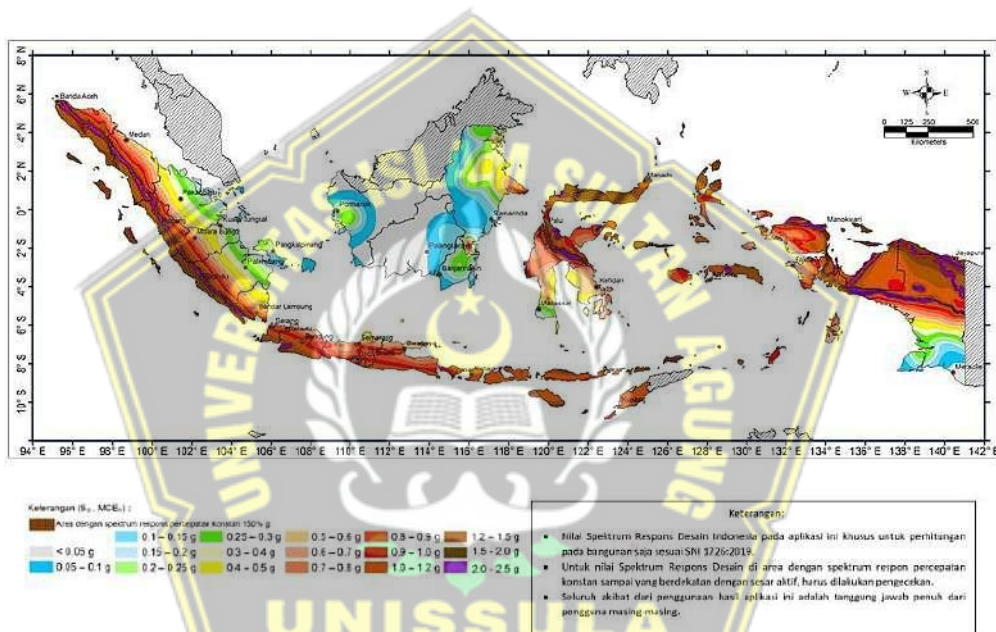 8° N
6° N
4° N
2° N
0°
2° S
4° S
6° S
8° S
10° S
94° E 96° E 98° E 100° E 102° E 104° E 106° E 108° E 110° E 112° E 114° E 116° E 118° E 120° E 122° E 124° E 126° E 128° E 130° E 132° E 134° E 136° E 138° E 140° E 142° E
N
W E
0 125 250 500
Kilometers
Banda Aceh
Medan
Manado
Pontianak
Samarinda
Manokwari
Palu
Pangkalpinang
Jayapura
Palembang
Banjarmasin
Kendari
Bandar Lampung
Makassar
Serang
Semarang
Merauke
UNIVERSITAS ISLAM SULTAN AGUNG
UNISSULA
Keterangan
Area dengan spektrum respon percepatan konstan 150% g
< 0.05 g
0.05 – 0.1 g
0.1 – 0.15 g
0.15 – 0.2 g
0.2 – 0.25 g
0.25 – 0.3 g
0.3 – 0.4 g
0.4 – 0.5 g
0.5 – 0.6 g
0.6 – 0.7 g
0.7 – 0.8 g
0.8 – 0.9 g
0.9 – 1.0 g
1.0 – 1.2 g
1.2 – 1.5 g
1.5 – 2.0 g
2.0 – 2.5 g
Keterangan:
• Nilai Spektrum Respons Desain Indonesia pada aplikasi ini khusus untuk perhitungan
pada bangunan saja sesuai SNI 1726:2019.
• Untuk nilai Spektrum Respons Desain di area dengan spektrum respon percepatan
konstan sampai yang berdekatan dengan sesar aktif, harus dilakukan pengecekan.
• Seluruh akibat dari penggunaan hasil aplikasi ini adalah tanggung jawab penuh dari
pengguna masing-masing.